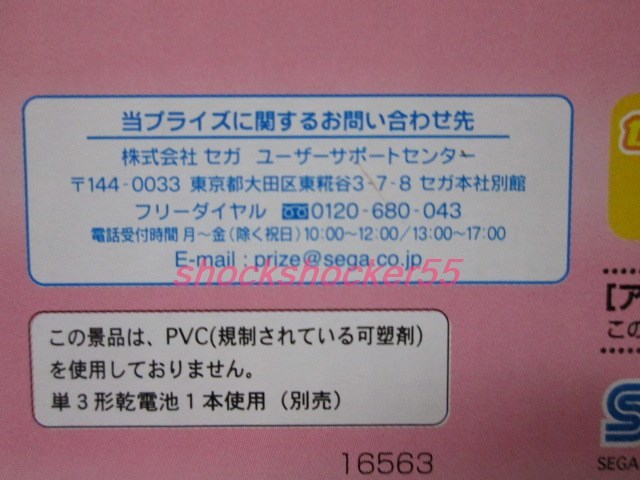 当プライズに関するお問い合わせ先
株式会社 セガ ユーザーサポートセンター
〒144-0033 東京都大田区東糀谷3-7-8 セガ本社別館
フリーダイヤル 0120-680-043
電話受付時間 月～金（除く祝日）10:00～12:00／13:00～17:00
E-mail : prize@sega.co.jp
shockshocker55
この景品は、PVC(規制されている可塑剤)
を使用しておりません。
単3形乾電池1本使用（別売）
16563
[ア
この
SEGA